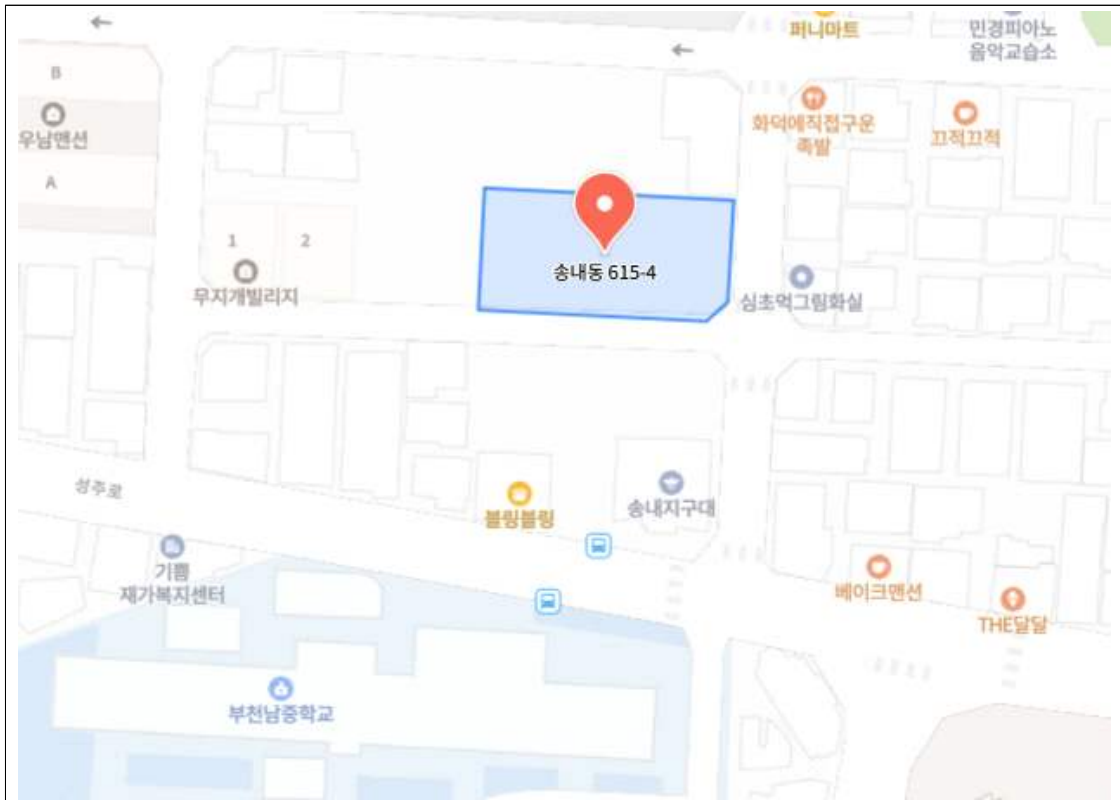 퍼니마트
민경피아노
음악교습소
B
우남맨션
화덕에직접구운
족발
끄적끄적
A
1
2
무지개빌리지
송내동 615-4
심초먹그림화실
성주로
블링블링
송내지구대
기쁨
재가복지센터
베이크맨션
THE달달
부천남중학교